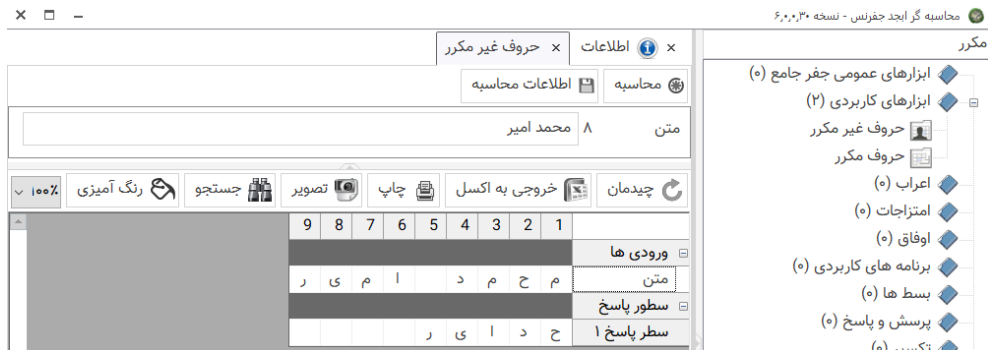 محاسبه گر ابجد جفرنس - نسخه ۶,۰,۰,۳۰
مکرر
ابزارهای عمومی جفر جامع (۰)
ابزارهای کاربردی (۲)
حروف غیر مکرر
حروف مکرر
اعراب (۰)
امتزاجات (۰)
اوفاق (۰)
برنامه های کاربردی (۰)
بسط ها (۰)
پرسش و پاسخ (۰)
تکسیر (۰)
اطلاعات
حروف غیر مکرر
محاسبه اطلاعات محاسبه
متن ۸ محمد امیر
چیدمان خروجی به اکسل چاپ تصویر جستجو رنگ آمیزی ۱۰۰٪
1 2 3 4 5 6 7 8 9
ورودی ها
متن م ح م د ا م ی ر
سطور پاسخ
سطر پاسخ ۱ ح د ا ی ر